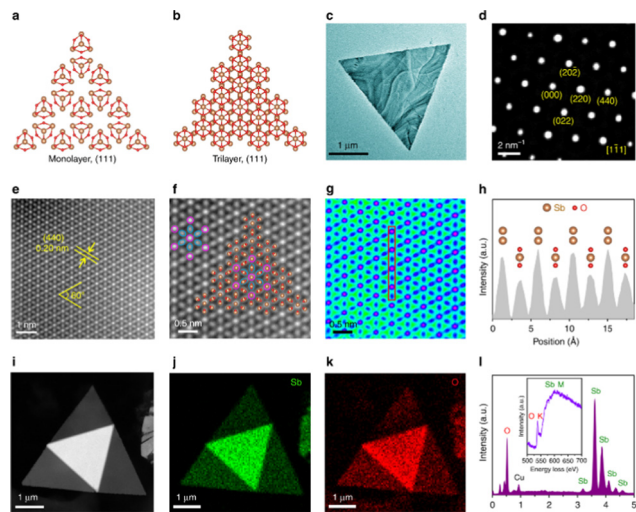 a
b
c
d
Monolayer, (111)
Trilayer, (111)
1 μm
(202̄)
(000)
(220)
(440)
(022)
2 nm⁻¹
[11̄1]
e
f
g
h
(440)
0.20 nm
60°
1 nm
0.5 nm
0.5 nm
Sb
O
Intensity (a.u.)
0 5 10 15
Position (Å)
i
j
k
l
Sb
O
1 μm
1 μm
1 μm
Intensity (a.u.)
O
Cu
Sb
Sb
Sb
Sb
Sb
0 1 2 3 4 5
Intensity (a.u.)
O K
Sb M
500 550 600 650 700
Energy loss (eV)